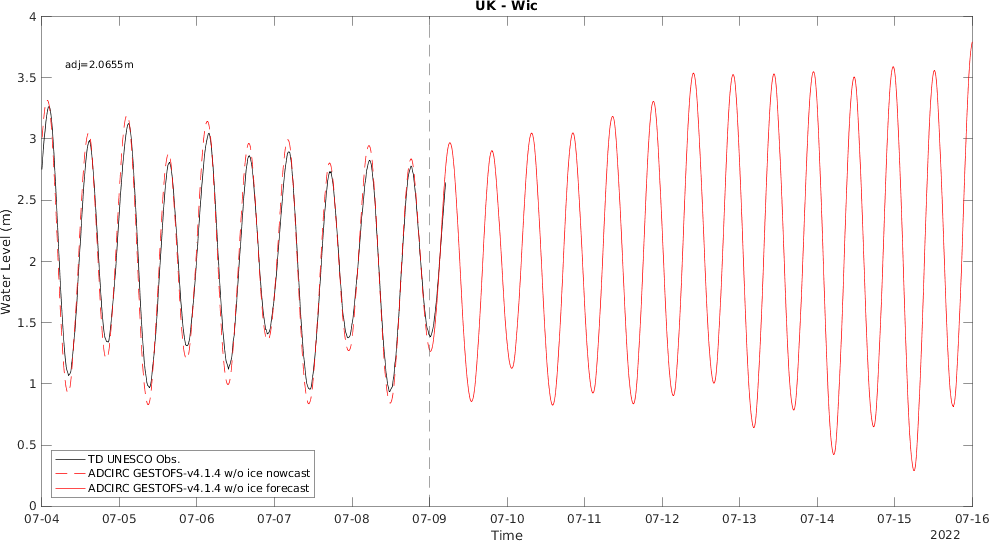 UK - Wic
4
adj=2.0655m
3.5
3
2.5
2
1.5
1
0.5
0
Water Level (m)
TD UNESCO Obs.
ADCIRC GESTOFS-v4.1.4 w/o ice nowcast
ADCIRC GESTOFS-v4.1.4 w/o ice forecast
07-04 07-05 07-06 07-07 07-08 07-09 07-10 07-11 07-12 07-13 07-14 07-15 07-16
Time
2022